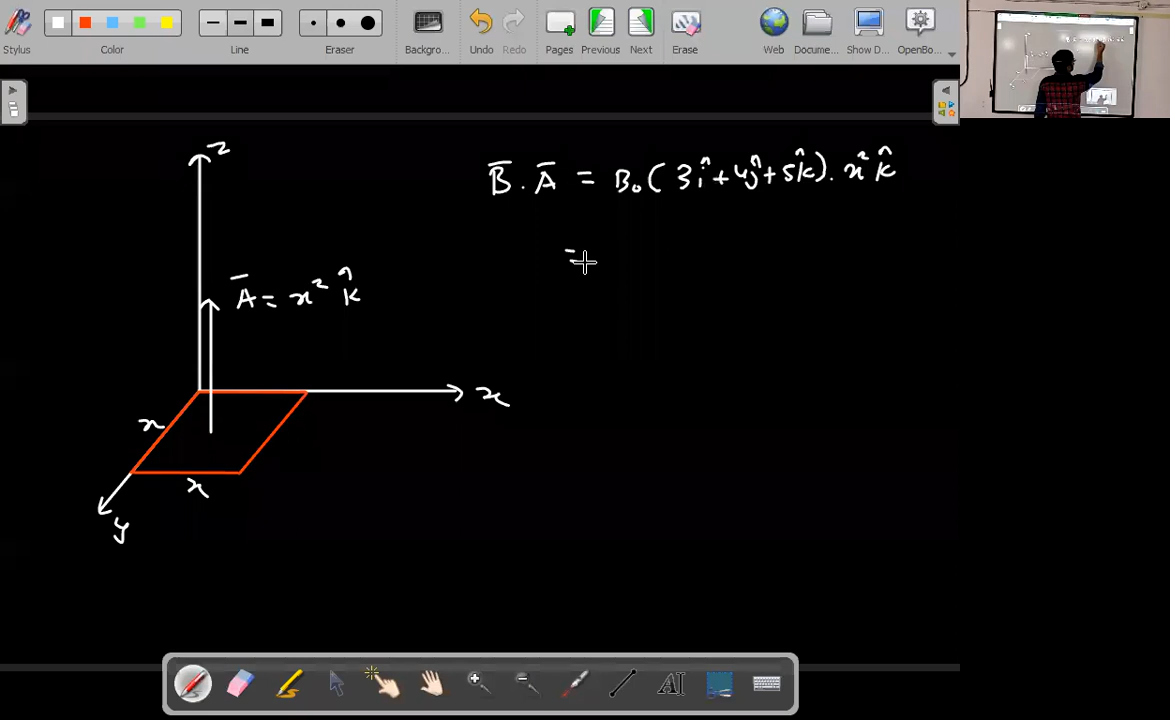 Stylus
Color
Line
Eraser
Backgro...
Undo
Redo
Pages
Previous
Next
Erase
Web
Docume...
Show D...
OpenBo...
z
B̅ . A̅ = B₀ ( 3î + 4ĵ + 5k̂ ) . x² k̂
=
A̅ = x² k̂
x
x
x
y